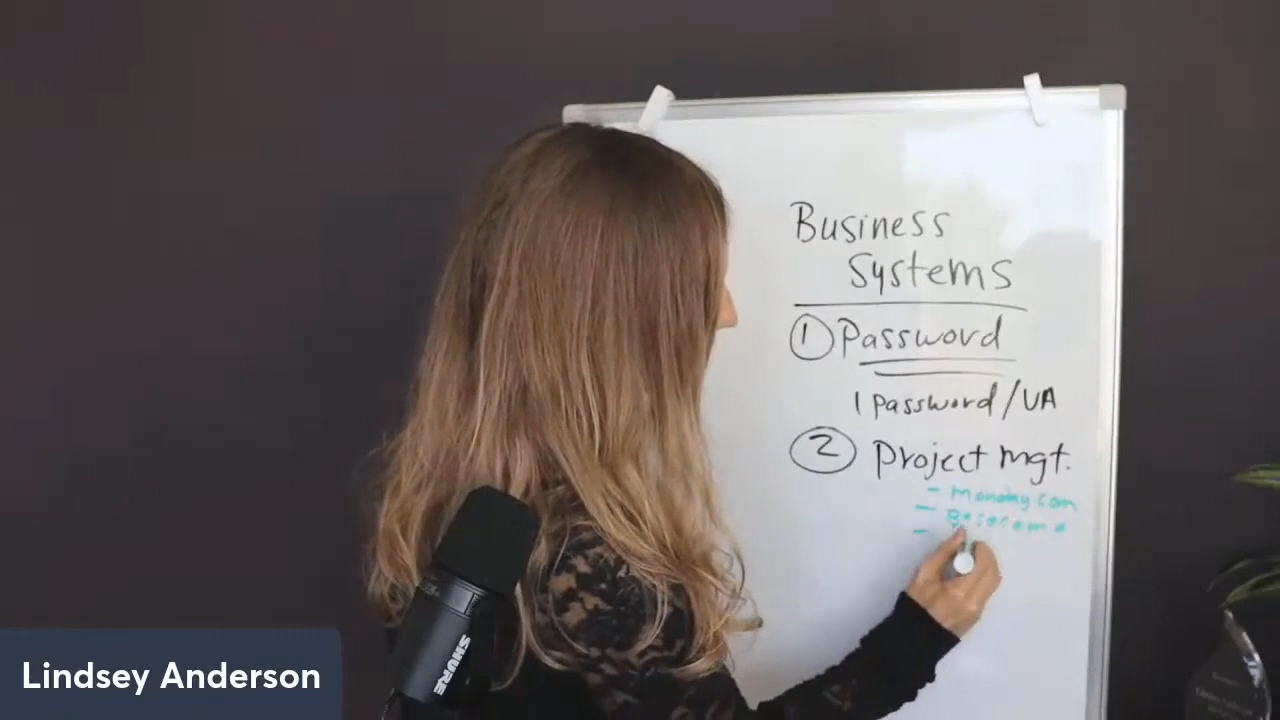 Business
Systems
1 Password
1 Password/VA
2 Project Mgt.
- Monday.com
- Basecamp
-
SHURE
Lindsey Anderson